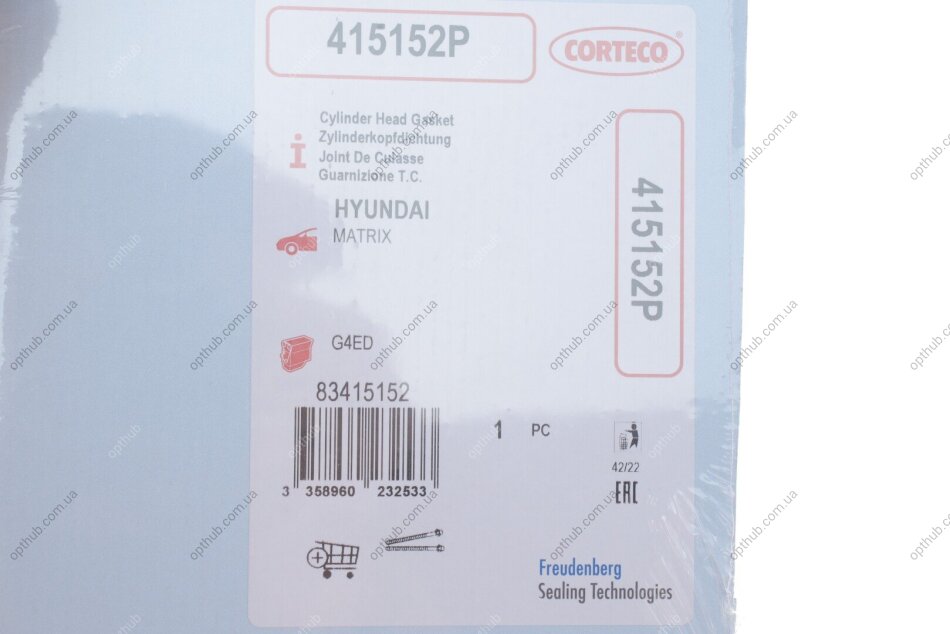 415152P
CORTECO®
Cylinder Head Gasket
Zylinderkopfdichtung
Joint De Culasse
Guarnizione T.C.
HYUNDAI
MATRIX
415152P
G4ED
83415152
3 358960 232533
1 PC
42/22
EAC
Freudenberg
Sealing Technologies
opthub.com.ua